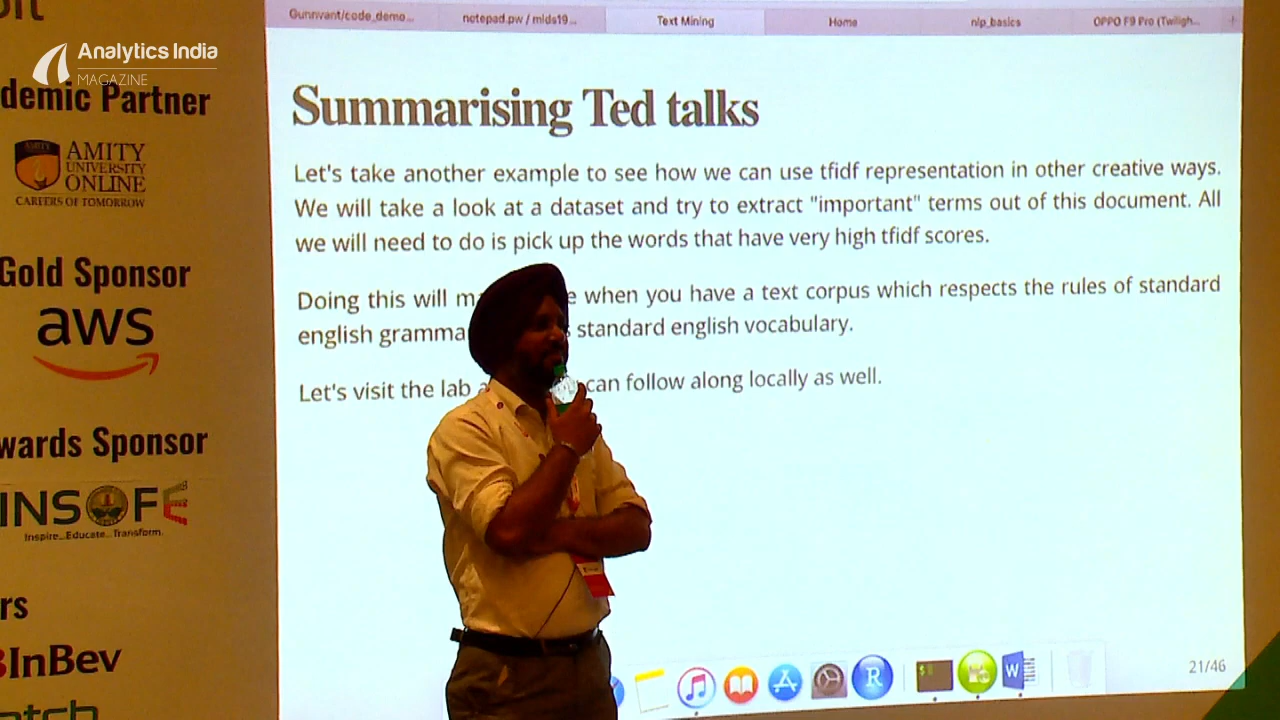 Analytics India
MAGAZINE
demic Partner
AMITY
UNIVERSITY
ONLINE
CAREERS OF TOMORROW
Gold Sponsor
aws
wards Sponsor
INSOFE
Inspire...Educate...Transform.
rs
InBev
Gunnvant/code_demo...
notepad.pw / mlds19...
Text Mining
Home
nlp_basics
OPPO F9 Pro (Twiligh...
Summarising Ted talks
Let's take another example to see how we can use tfidf representation in other creative ways.
We will take a look at a dataset and try to extract "important" terms out of this document. All
we will need to do is pick up the words that have very high tfidf scores.
Doing this will ma e when you have a text corpus which respects the rules of standard
english gramma standard english vocabulary.
Let's visit the lab can follow along locally as well.
21/46